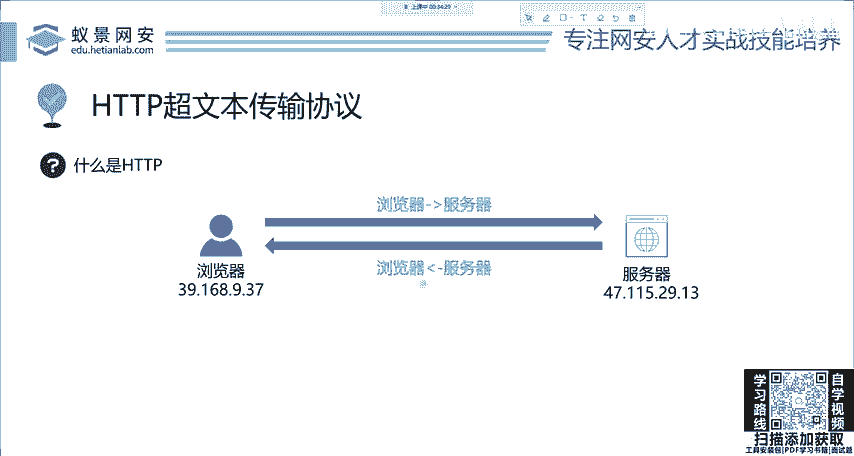 上课中 00:34:29
蚁景网安
edu.hetianlab.com
专注网安人才实战技能培养
HTTP超文本传输协议
? 什么是HTTP
浏览器->服务器
浏览器<-服务器
浏览器
39.168.9.37
服务器
47.115.29.13
学习路线
自学视频
扫描添加获取
工具安装包|PDF学习书籍|面试题